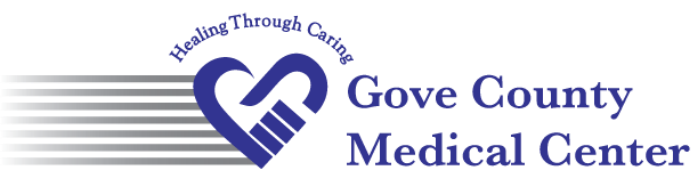 Healing Through Caring
Gove County
Medical Center